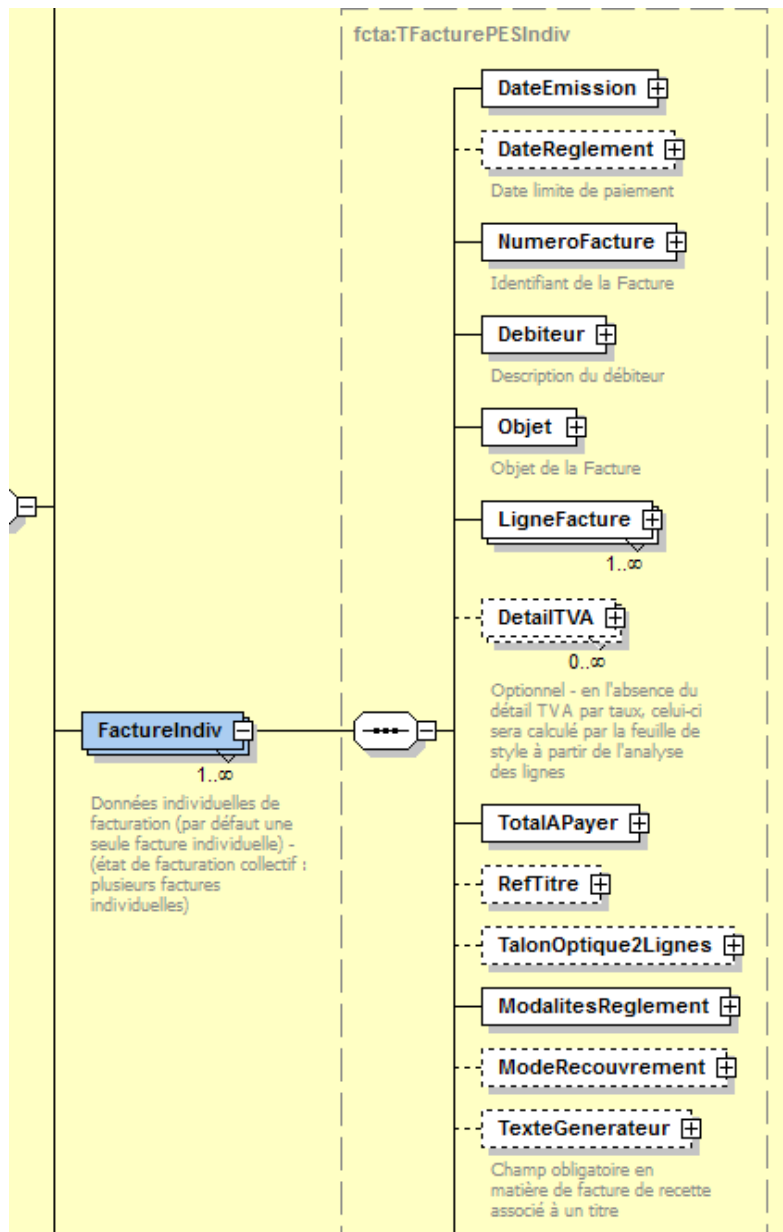 fcta:TFacturePESIndiv
DateEmission
DateReglement
Date limite de paiement
NumeroFacture
Identifiant de la Facture
Débiteur
Description du débiteur
Objet
Objet de la Facture
LigneFacture
1..∞
DetailTVA
0..∞
Optionnel - en l'absence du
détail TVA par taux, celui-ci
sera calculé par la feuille de
style à partir de l'analyse
des lignes
FactureIndiv
1..∞
Données individuelles de
facturation (par défaut une
seule facture individuelle) -
(état de facturation collectif :
plusieurs factures
individuelles)
TotalAPayer
RefTitre
TalonOptique2Lignes
ModalitesReglement
ModeRecouvrement
TexteGenerateur
Champ obligatoire en
matière de facture de recette
associé à un titre